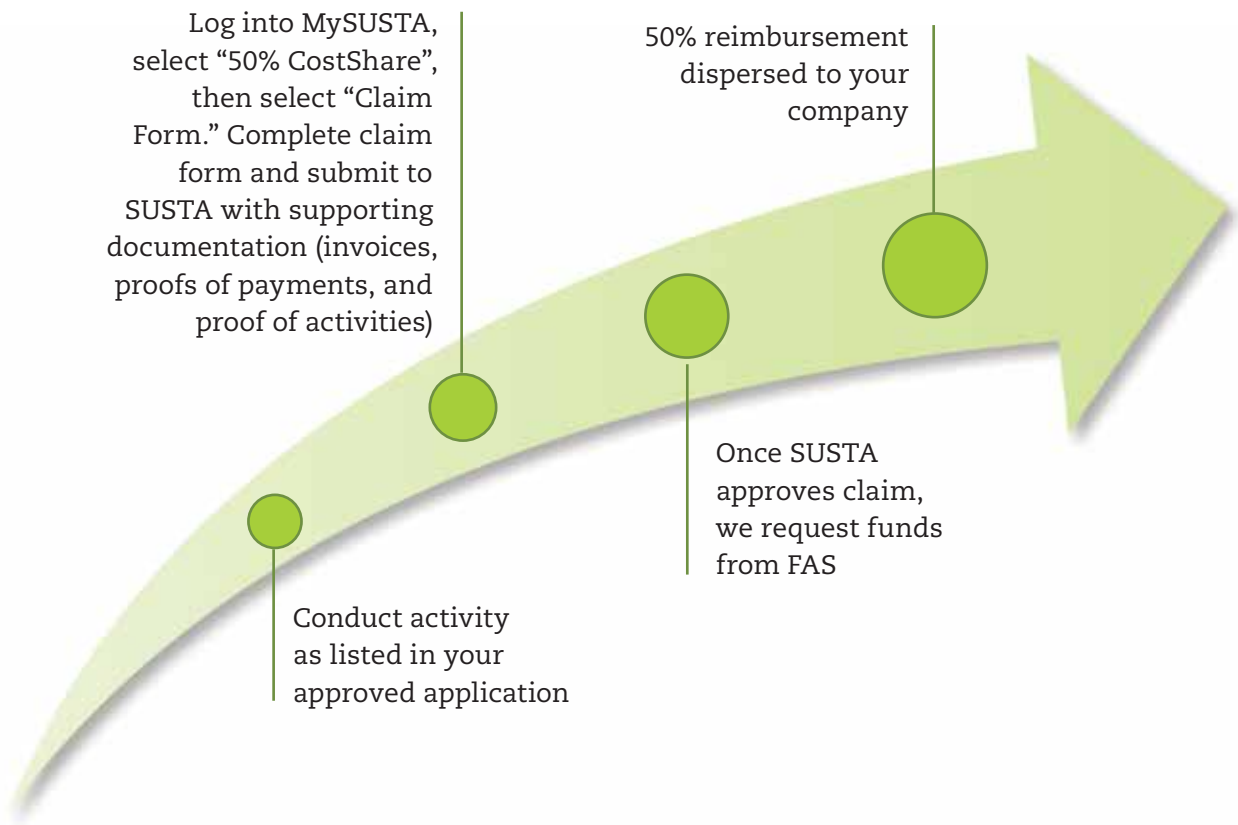 Log into MySUSTA,
select “50% CostShare”,
then select “Claim
Form.” Complete claim
form and submit to
SUSTA with supporting
documentation (invoices,
proofs of payments, and
proof of activities)
50% reimbursement
dispersed to your
company
Once SUSTA
approves claim,
we request funds
from FAS
Conduct activity
as listed in your
approved application